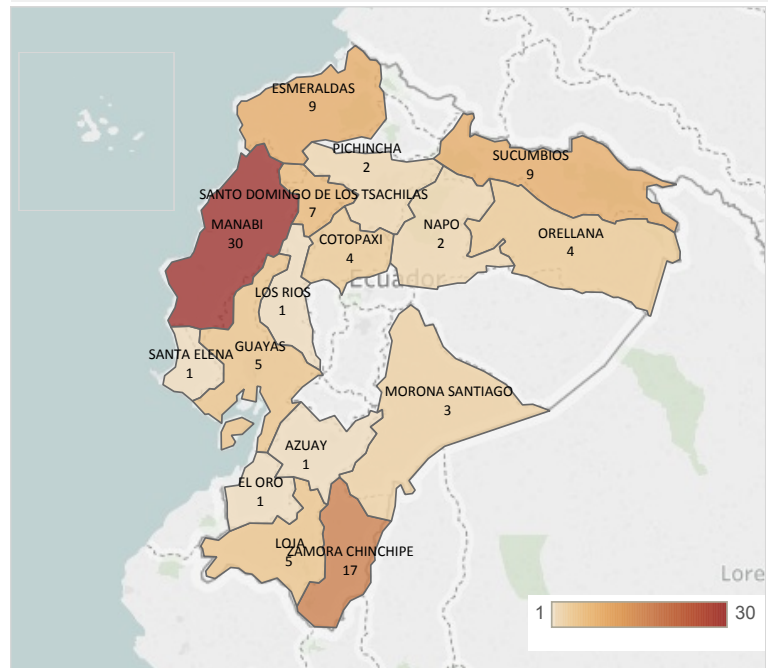 ESMERALDAS
9
PICHINCHA
2
SUCUMBIOS
9
SANTO DOMINGO DE LOS TSACHILAS
7
MANABI
30
NAPO
2
COTOPAXI
4
ORELLANA
4
Ecuador
LOS RIOS
1
GUAYAS
5
SANTA ELENA
1
MORONA SANTIAGO
3
AZUAY
1
EL ORO
1
LOJA
5
ZAMORA CHINCHIPE
17
Lore
1 30